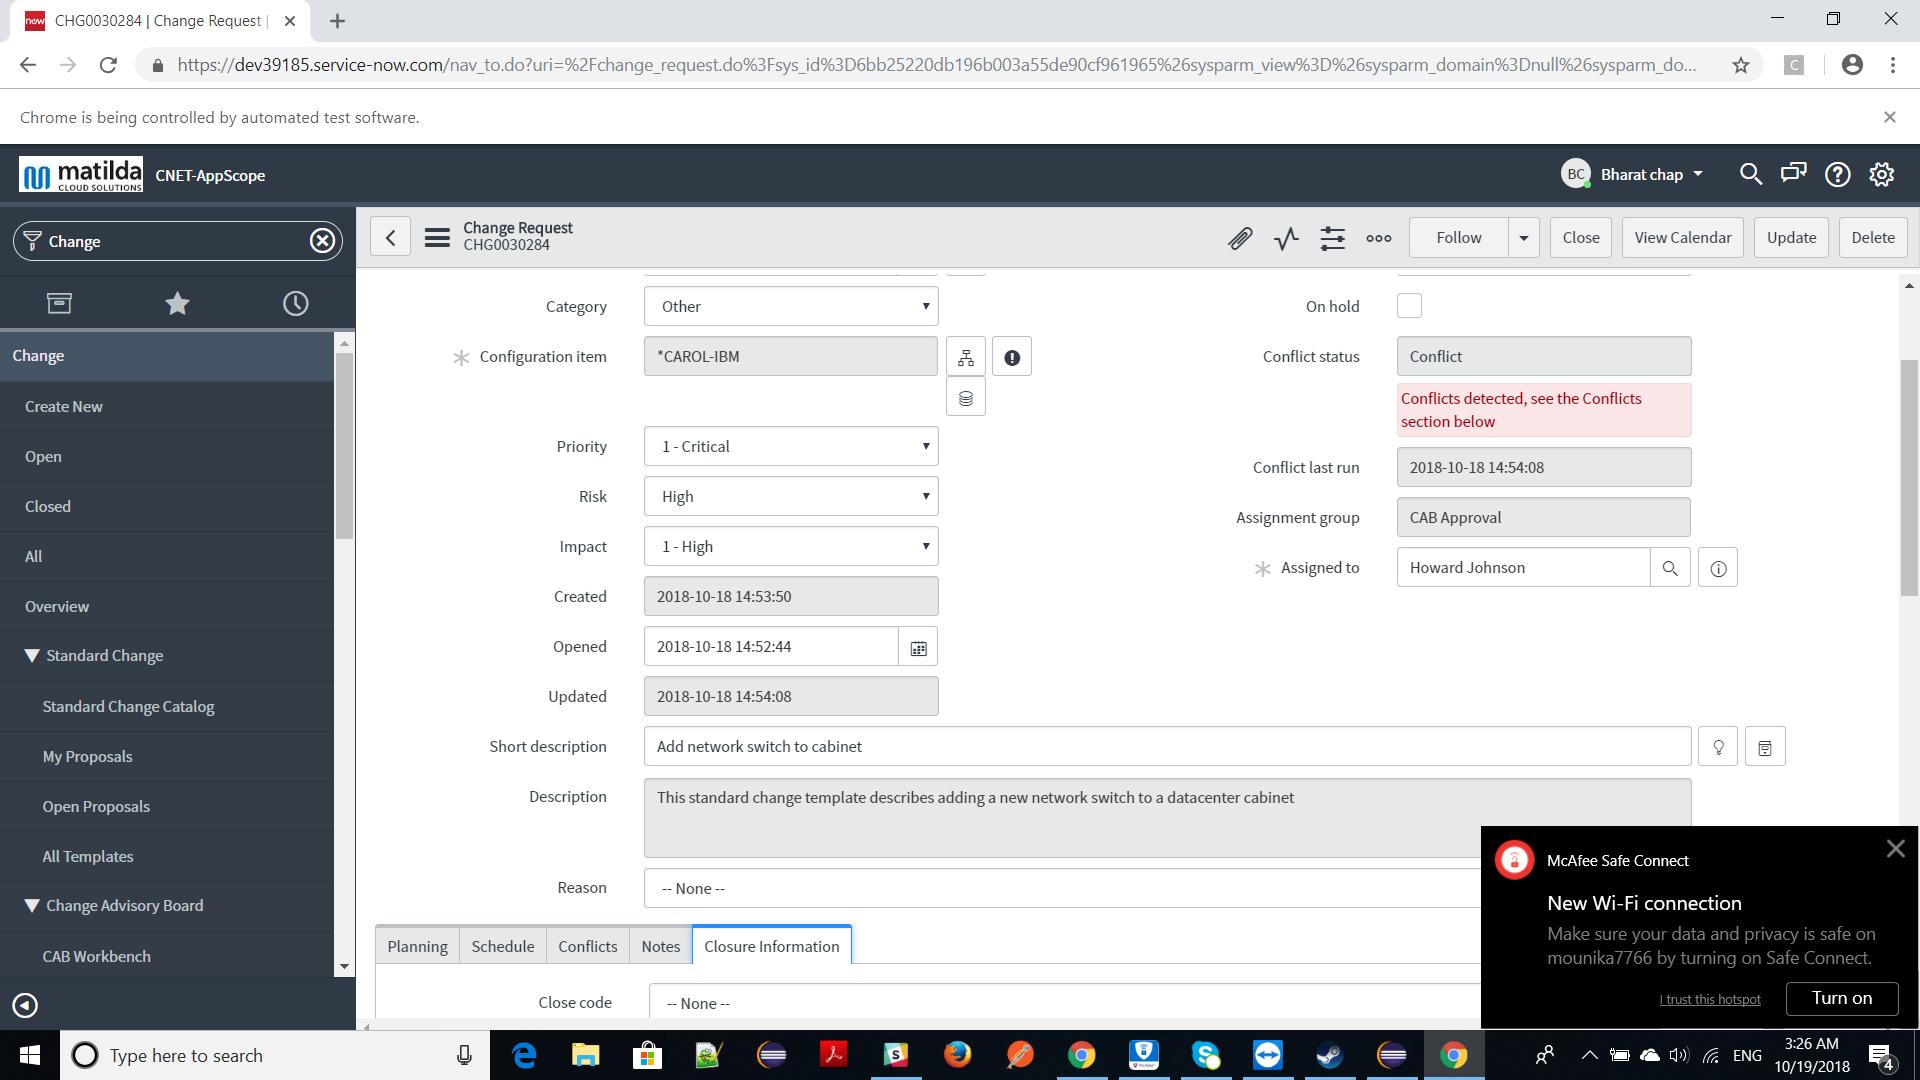 now CHG0030284 | Change Request |
https://dev39185.service-now.com/nav_to.do?uri=%2Fchange_request.do%3Fsys_id%3D6bb25220db196b003a55de90cf961965%26sysparm_view%3D%26sysparm_domain%3Dnull%26sysparm_do...
C
Chrome is being controlled by automated test software.
matilda
CLOUD SOLUTIONS
CNET-AppScope
BC Bharat chap
Change
Change
Create New
Open
Closed
All
Overview
Standard Change
Standard Change Catalog
My Proposals
Open Proposals
All Templates
Change Advisory Board
CAB Workbench
Change Request
CHG0030284
Follow
Close
View Calendar
Update
Delete
Category Other
Configuration item *CAROL-IBM
Priority 1 - Critical
Risk High
Impact 1 - High
Created 2018-10-18 14:53:50
Opened 2018-10-18 14:52:44
Updated 2018-10-18 14:54:08
On hold
Conflict status Conflict
Conflicts detected, see the Conflicts
section below
Conflict last run 2018-10-18 14:54:08
Assignment group CAB Approval
Assigned to Howard Johnson
Short description Add network switch to cabinet
Description This standard change template describes adding a new network switch to a datacenter cabinet
Reason -- None --
Planning Schedule Conflicts Notes Closure Information
Close code -- None --
McAfee Safe Connect
New Wi-Fi connection
Make sure your data and privacy is safe on
mounika7766 by turning on Safe Connect.
I trust this hotspot
Turn on
Type here to search
ENG
3:26 AM
10/19/2018
4